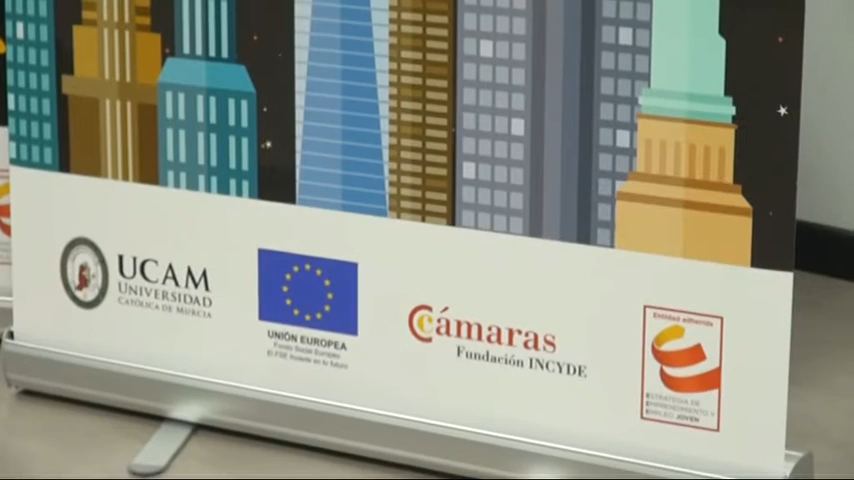 UCAM
UNIVERSIDAD
CATÓLICA DE MURCIA
UNIÓN EUROPEA
Fondo Social Europeo
El FSE invierte en tu futuro
Cámaras
Fundación INCYDE
Entidad adherida
ESTRATEGIA DE
EMPRENDIMIENTO Y
EMPLEO JOVEN